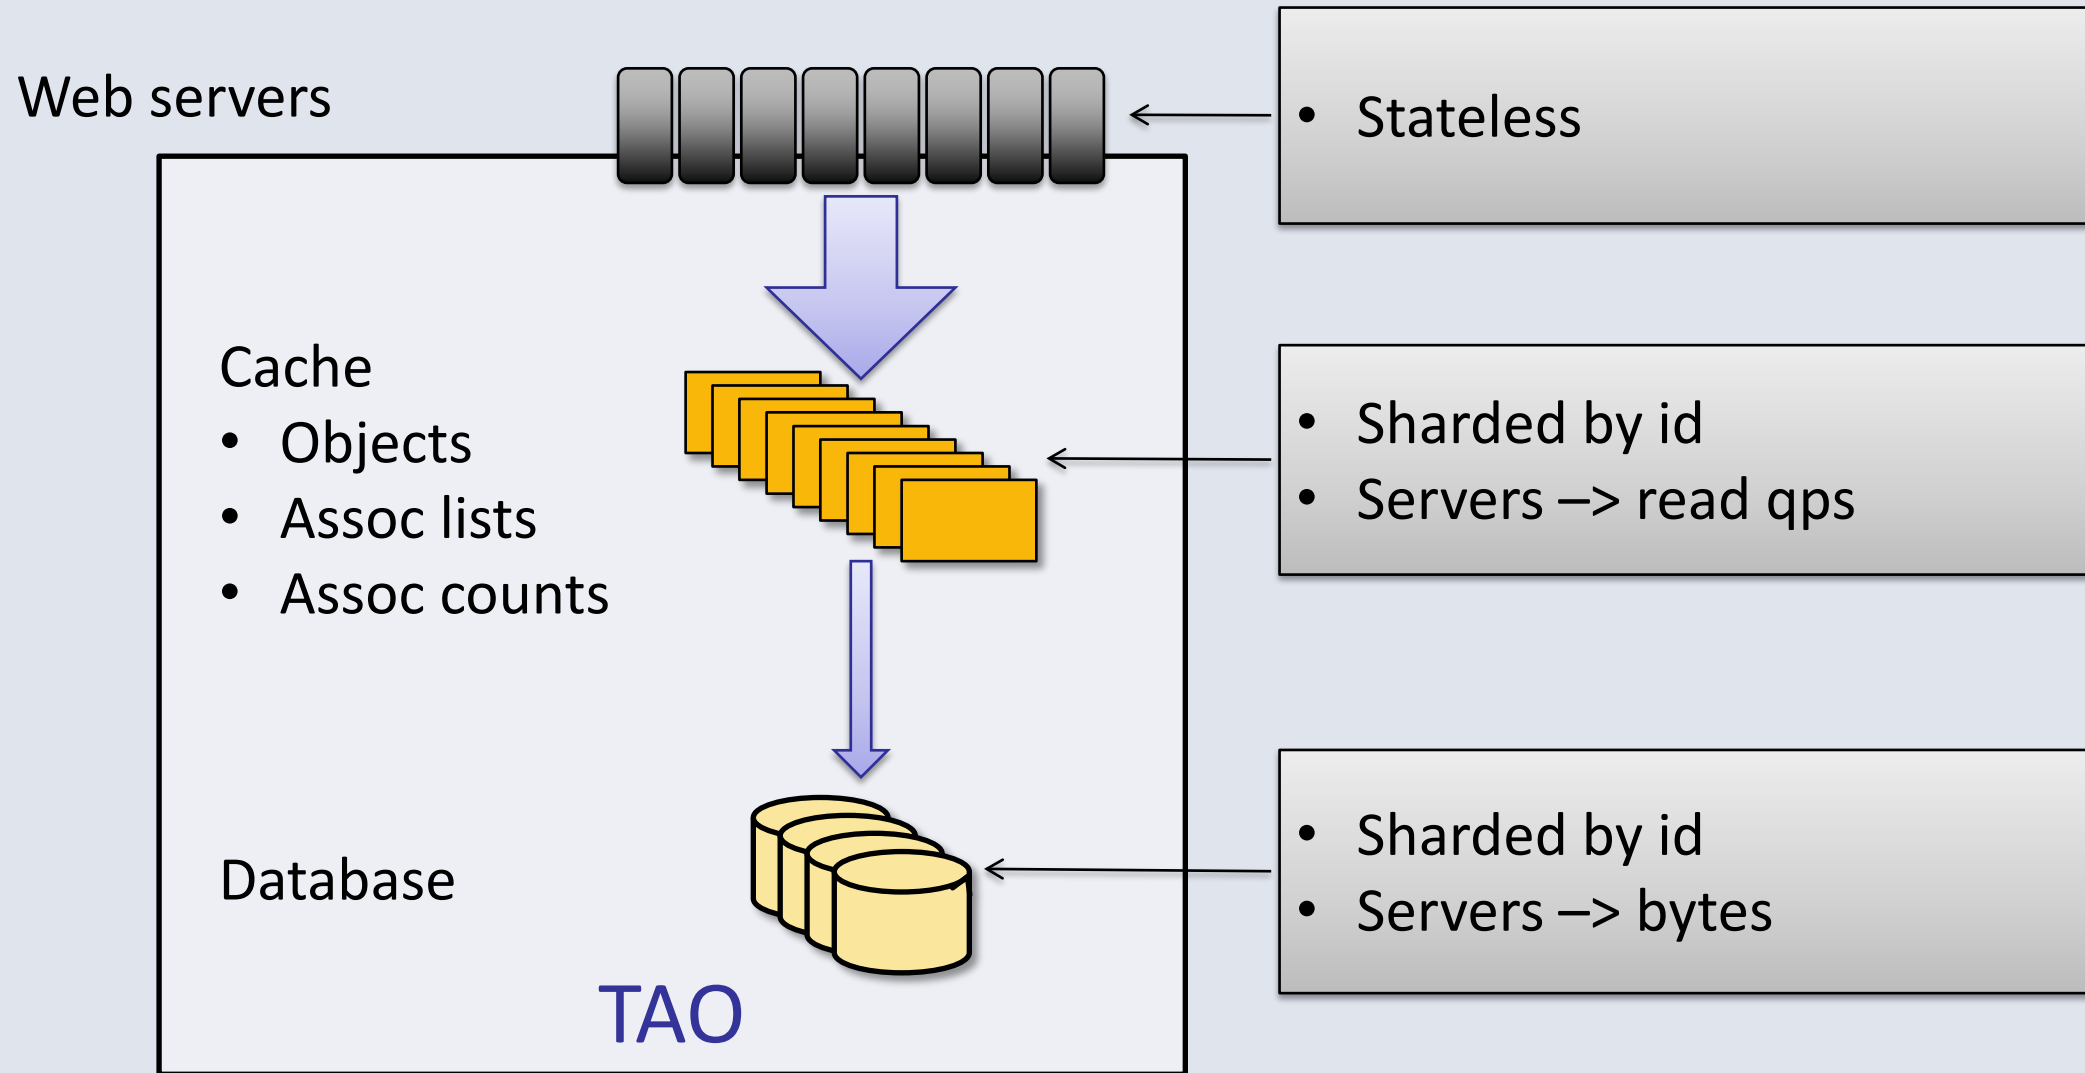 Web servers
• Stateless
Cache
• Objects
• Assoc lists
• Assoc counts
• Sharded by id
• Servers –> read qps
Database
• Sharded by id
• Servers –> bytes
TAO